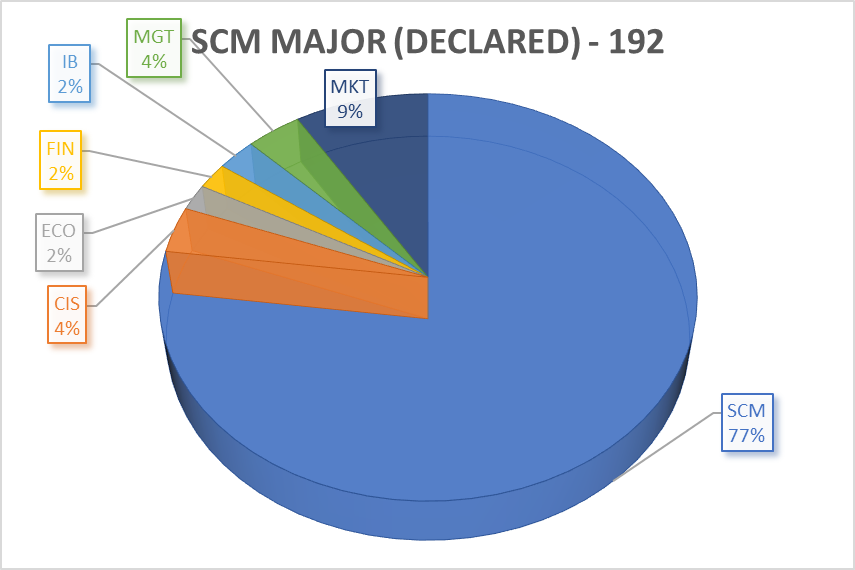 SCM MAJOR (DECLARED) - 192
MGT
4%
IB
2%
MKT
9%
FIN
2%
ECO
2%
CIS
4%
SCM
77%